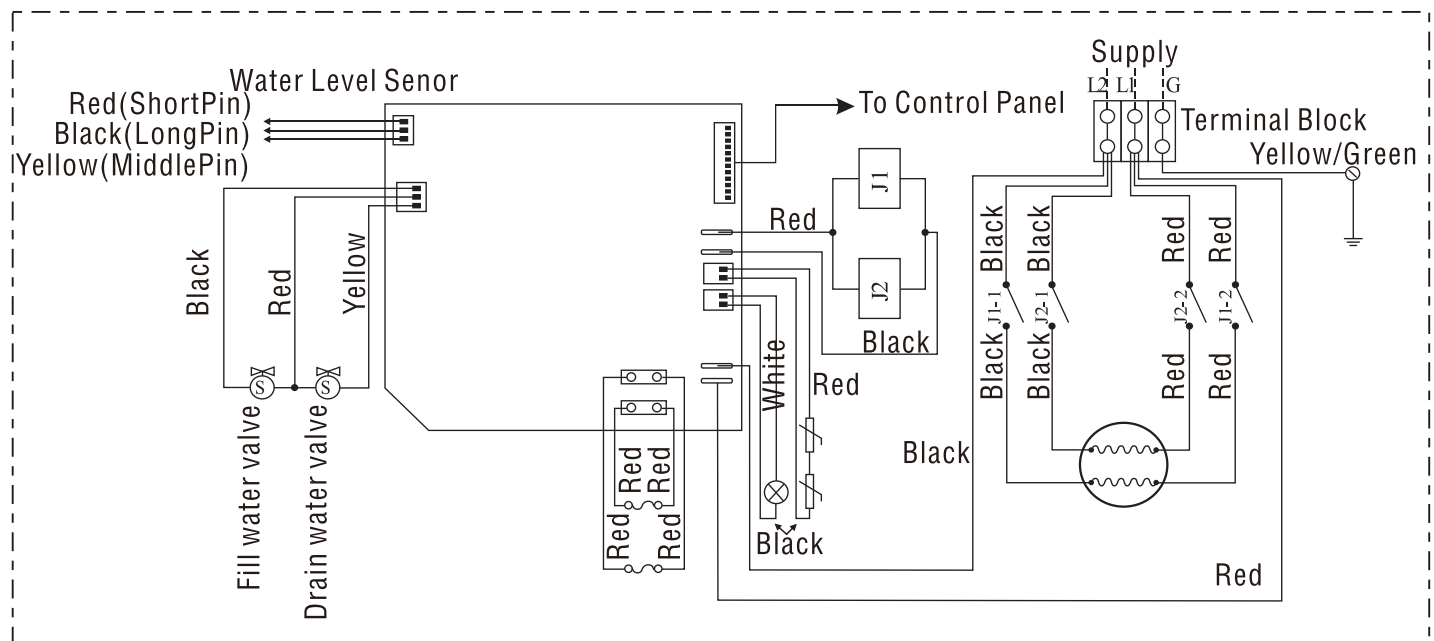 Supply
L2 L1 G
Water Level Senor
Red(ShortPin)
Black(LongPin)
Yellow(MiddlePin)
To Control Panel
Terminal Block
Yellow/Green
J1
Red
J2
Black
Black
Red
Yellow
S
S
Fill water valve
Drain water valve
White
Red
Black
Red
Red
Red
Red
Black
Black
Red
Red
J1-1
J2-1
J2-2
J1-2
Black
Black
Red
Red
Black
Red